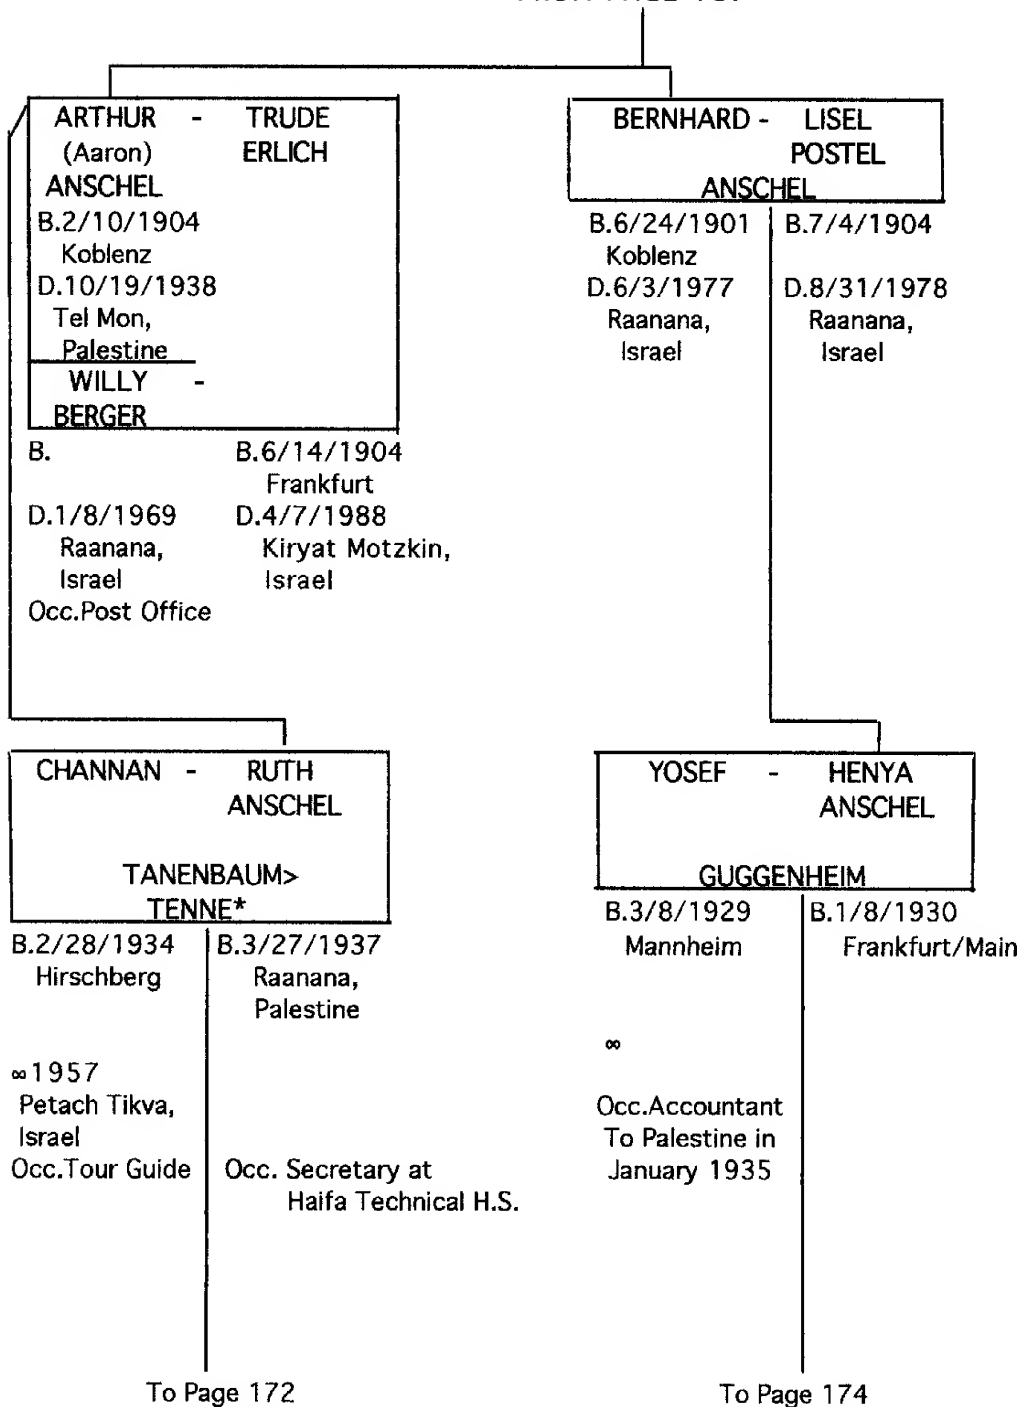 ARTHUR - TRUDE
(Aaron) ERLICH
ANSCHEL
B.2/10/1904
Koblenz
D.10/19/1938
Tel Mon,
Palestine
WILLY -
BERGER
B. B.6/14/1904
Frankfurt
D.1/8/1969 D.4/7/1988
Raanana, Kiryat Motzkin,
Israel Israel
Occ.Post Office
BERNHARD - LISEL
POSTEL
ANSCHEL
B.6/24/1901 B.7/4/1904
Koblenz
D.6/3/1977 D.8/31/1978
Raanana, Raanana,
Israel Israel
CHANNAN - RUTH
ANSCHEL
TANENBAUM>
TENNE*
B.2/28/1934 B.3/27/1937
Hirschberg Raanana,
Palestine
∞1957
Petach Tikva,
Israel
Occ.Tour Guide Occ. Secretary at
Haifa Technical H.S.
To Page 172
YOSEF - HENYA
ANSCHEL
GUGGENHEIM
B.3/8/1929 B.1/8/1930
Mannheim Frankfurt/Main
∞
Occ.Accountant
To Palestine in
January 1935
To Page 174